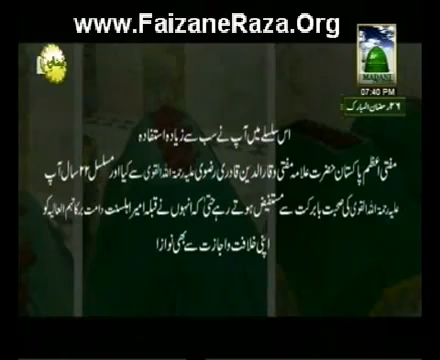 www.FaizaneRaza.Org
MADANI
07:40 PM
۲۶ رمضان المبارک
اس سلسلے میں آپ نے سب سے زیادہ استفادہ
مفتی اعظم پاکستان حضرت علامہ مفتی وقار الدین قادری رضوی علیہ رحمۃ اللہ القوی سے کیا اور مسلسل ۲۲ سال آپ
علیہ رحمۃ اللہ القوی کی صحبت بابرکت سے مستفیض ہوتے رہے حتیٰ کہ انہوں نے قبلہ امیر اہلسنت دامت برکاتہم العالیہ کو
اپنی خلافت و اجازت سے بھی نوازا